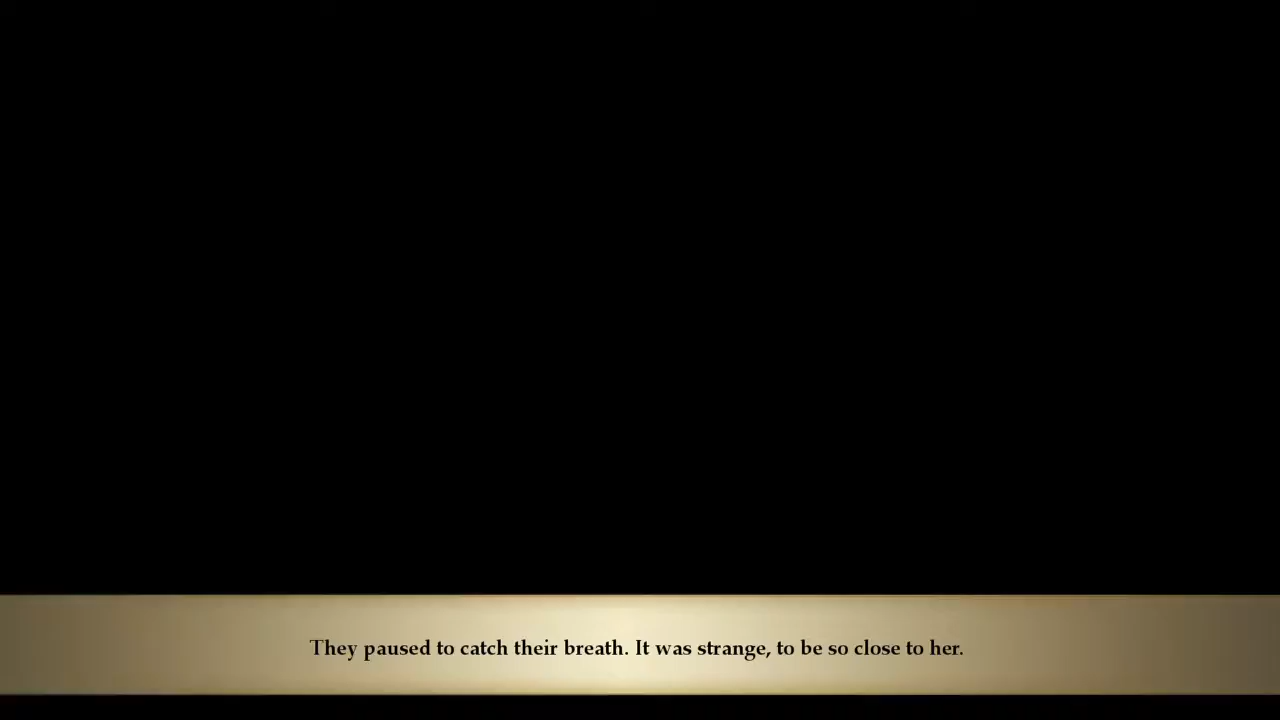 They paused to catch their breath. It was strange, to be so close to her.